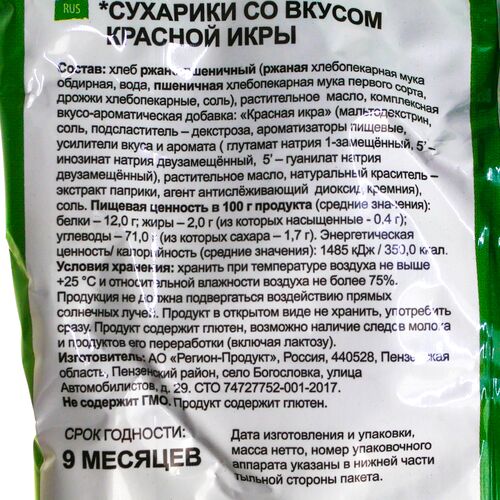 RUS
*СУХАРИКИ СО ВКУСОМ
КРАСНОЙ ИКРЫ
Состав: хлеб ржано-пшеничный (ржаная хлебопекарная мука
обдирная, вода, пшеничная хлебопекарная мука первого сорта,
дрожжи хлебопекарные, соль), растительное масло, комплексная
вкусо-ароматическая добавка: «Красная икра» (мальтодекстрин,
соль, подсластитель – декстроза, ароматизаторы пищевые,
усилители вкуса и аромата ( глутамат натрия 1-замещённый, 5’ –
инозинат натрия двузамещённый, 5’ – гуанилат натрия
двузамещённый), растительное масло, натуральный краситель –
экстракт паприки, агент антислёживающий диоксид кремния),
соль. Пищевая ценность в 100 г продукта (средние значения):
белки – 12,0 г; жиры – 2,0 г (из которых насыщенные - 0.4 г);
углеводы – 71,0 г (из которых сахара – 1,7 г). Энергетическая
ценность/ калорийность (средние значения): 1485 кДж / 350,0 ккал.
Условия хранения: хранить при температуре воздуха не выше
+25 °С и относительной влажности воздуха не более 75%.
Продукция не должна подвергаться воздействию прямых
солнечных лучей. Продукт в открытом виде не хранить, употребить
сразу. Продукт содержит глютен, возможно наличие следов молока
и продуктов его переработки (включая лактозу).
Изготовитель: АО «Регион-Продукт», Россия, 440528, Пензенская
область, Пензенский район, село Богословка, улица
Автомобилистов, д. 29. СТО 74727752-001-2017.
Не содержит ГМО. Продукт содержит глютен.
СРОК ГОДНОСТИ:
9 МЕСЯЦЕВ
Дата изготовления и упаковки,
масса нетто, номер упаковочного
аппарата указаны в нижней части
тыльной стороны пакета.